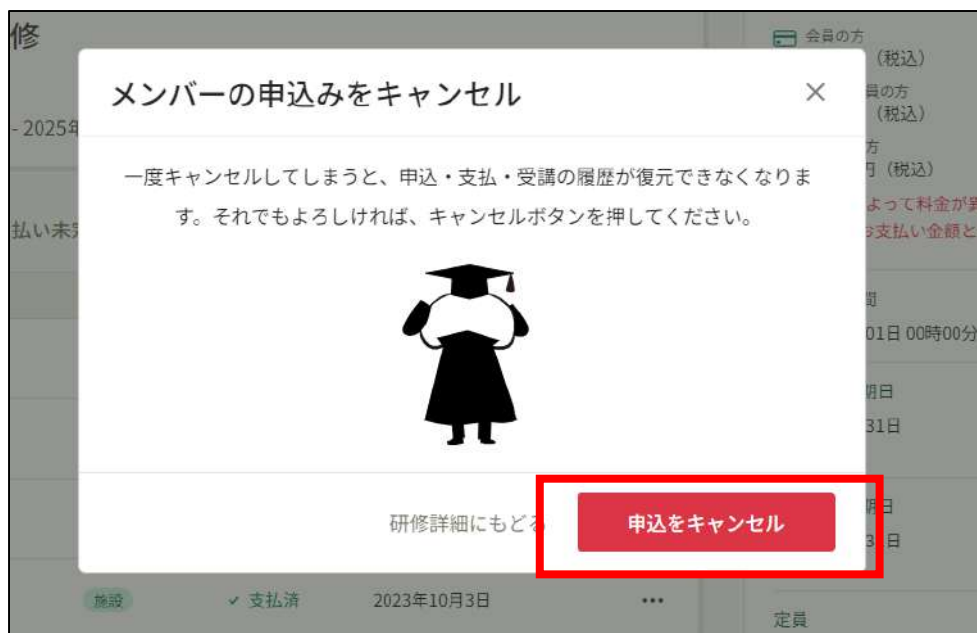 修
会員の方
（税込）
メンバーの申込みをキャンセル
員の方
（税込）
- 2025年
方
円（税込）
一度キャンセルしてしまうと、申込・支払・受講の履歴が復元できなくなりま
す。それでもよろしければ、キャンセルボタンを押してください。
よって料金が異
お支払い金額と
払い未定
間
01日 00時00分
期日
31日
研修詳細にもどる
申込をキャンセル
期日
日
施設
支払済
2023年10月3日
定員